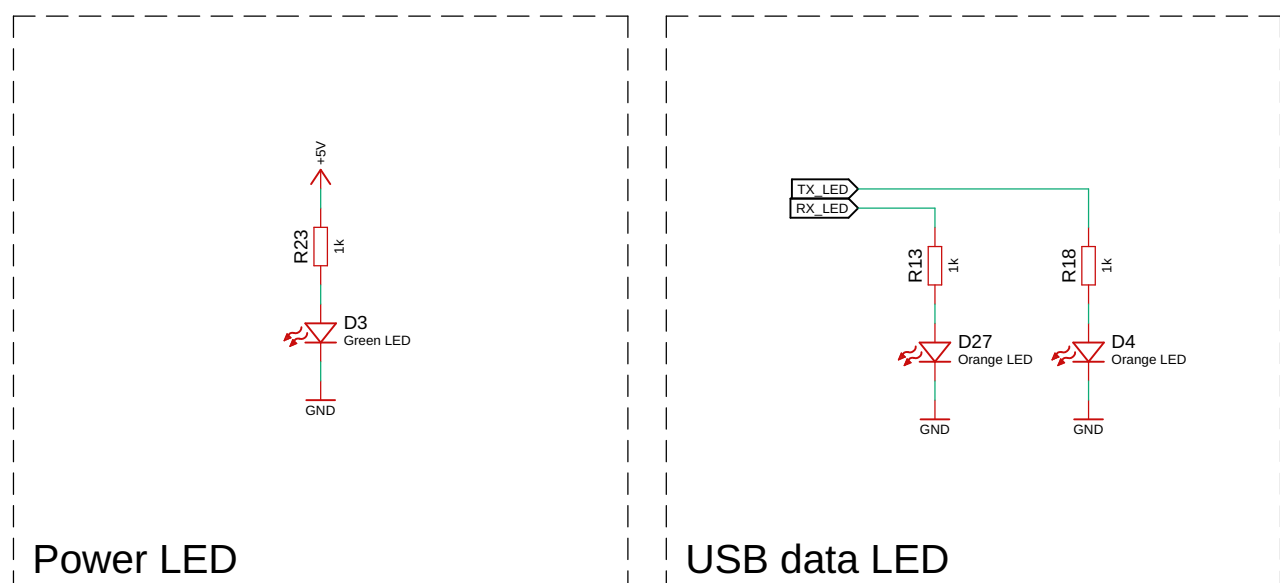 +5V
R23
1k
D3
Green LED
GND
Power LED
TX_LED
RX_LED
R13
1k
D27
Orange LED
GND
R18
1k
D4
Orange LED
GND
USB data LED